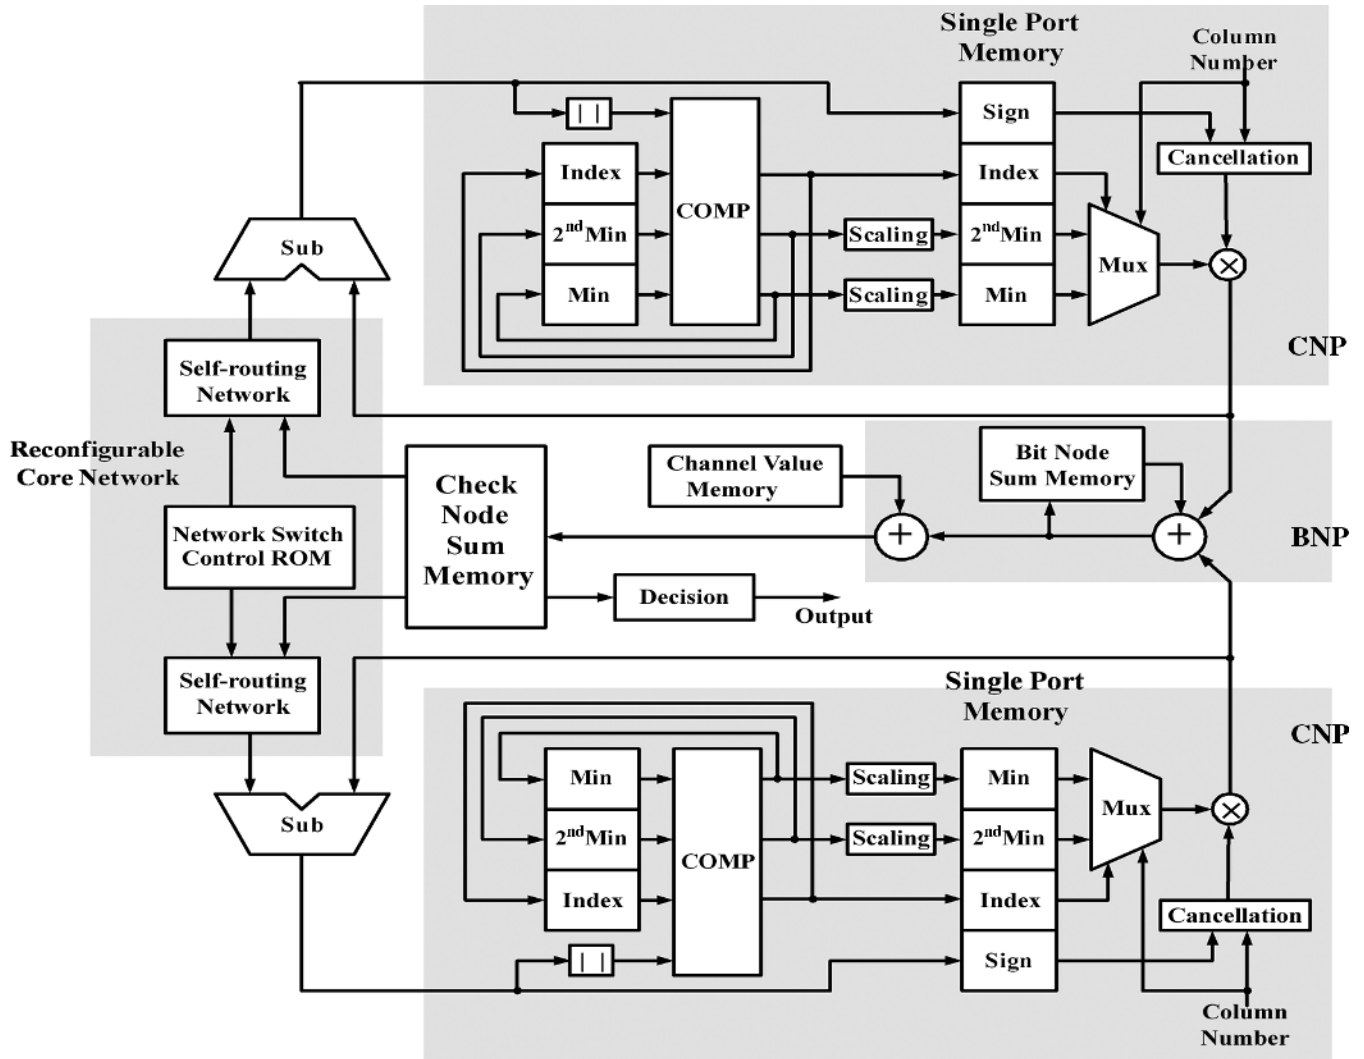 Single Port
Memory
Column
Number
| |
Sign
Index
Index
Cancellation
COMP
2nd Min
Scaling
2nd Min
Mux
Sub
Min
Scaling
Min
CNP
Self-routing
Network
Reconfigurable
Core Network
Check
Node
Sum
Memory
Channel Value
Memory
Bit Node
Sum Memory
Network Switch
Control ROM
+
+
BNP
Decision
Output
Self-routing
Network
Single Port
Memory
CNP
Min
Scaling
Min
Mux
Sub
2nd Min
Scaling
2nd Min
COMP
Index
Index
Cancellation
| |
Sign
Column
Number